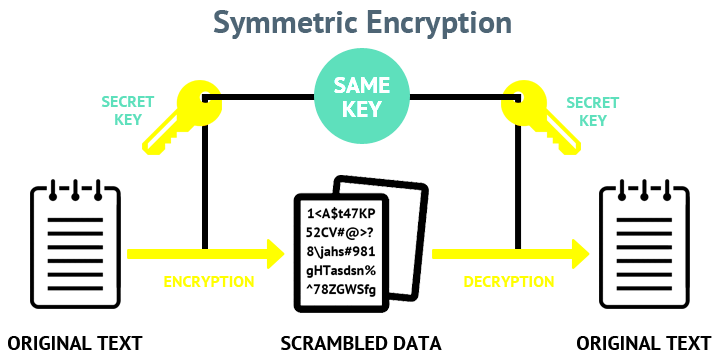 Symmetric Encryption
SECRET
KEY
SAME
KEY
SECRET
KEY
1<A$t47KP
52CV#@>?
8\jahs#981
gHTasdsn%
^78ZGWSfg
ENCRYPTION
DECRYPTION
ORIGINAL TEXT
SCRAMBLED DATA
ORIGINAL TEXT